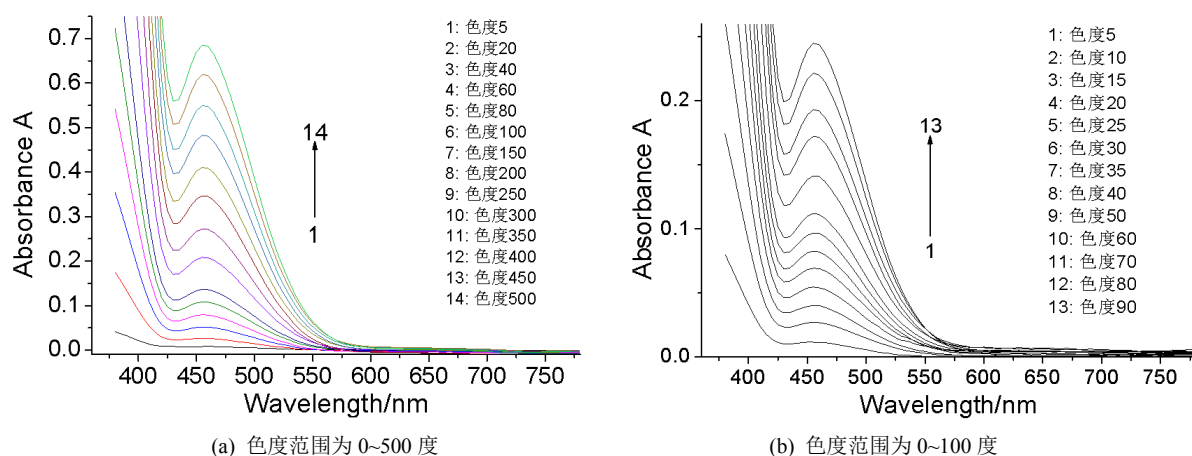 0.7
0.6
0.5
0.4
0.3
0.2
0.1
0.0
Absorbance A
400 450 500 550 600 650 700 750
Wavelength/nm
14
1
1: 色度5
2: 色度20
3: 色度40
4: 色度60
5: 色度80
6: 色度100
7: 色度150
8: 色度200
9: 色度250
10: 色度300
11: 色度350
12: 色度400
13: 色度450
14: 色度500
(a) 色度范围为 0~500 度
0.2
0.1
0.0
Absorbance A
400 450 500 550 600 650 700 750
Wavelength/nm
13
1
1: 色度5
2: 色度10
3: 色度15
4: 色度20
5: 色度25
6: 色度30
7: 色度35
8: 色度40
9: 色度50
10: 色度60
11: 色度70
12: 色度80
13: 色度90
(b) 色度范围为 0~100 度